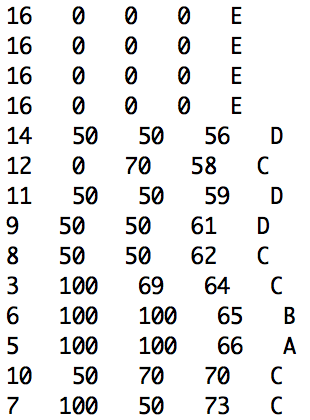 16 0 0 0 E
16 0 0 0 E
16 0 0 0 E
16 0 0 0 E
14 50 50 56 D
12 0 70 58 C
11 50 50 59 D
9 50 50 61 D
8 50 50 62 C
3 100 69 64 C
6 100 100 65 B
5 100 100 66 A
10 50 70 70 C
7 100 50 73 C